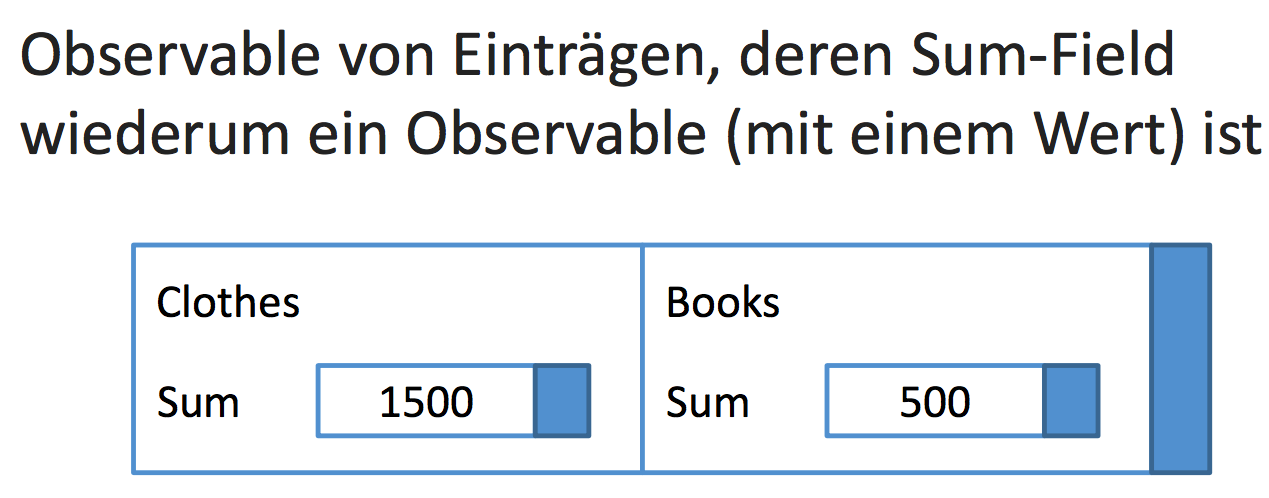 Observable von Einträgen, deren Sum-Field
wiederum ein Observable (mit einem Wert) ist
Clothes
Sum 1500
Books
Sum 500